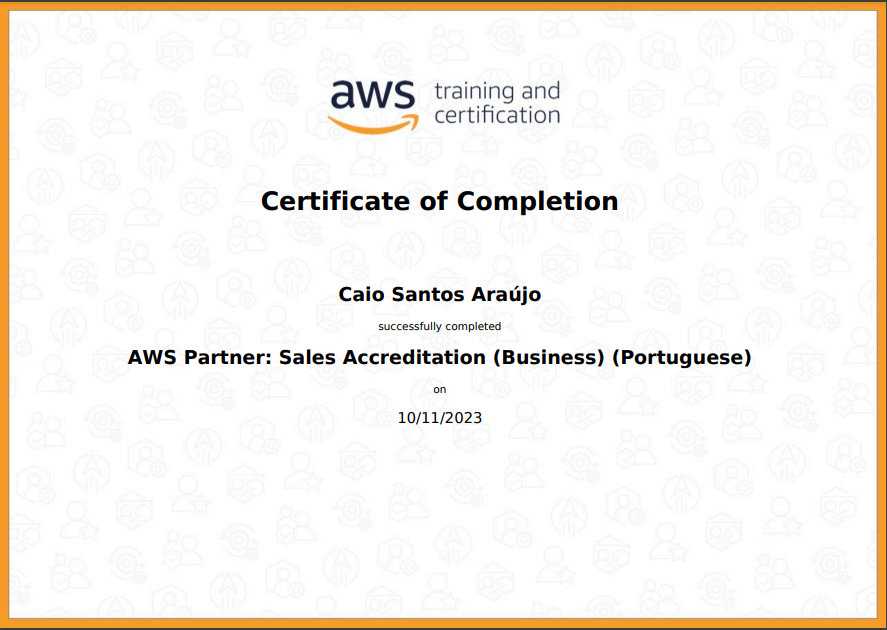 aws training and
certification
Certificate of Completion
Caio Santos Araújo
successfully completed
AWS Partner: Sales Accreditation (Business) (Portuguese)
on
10/11/2023